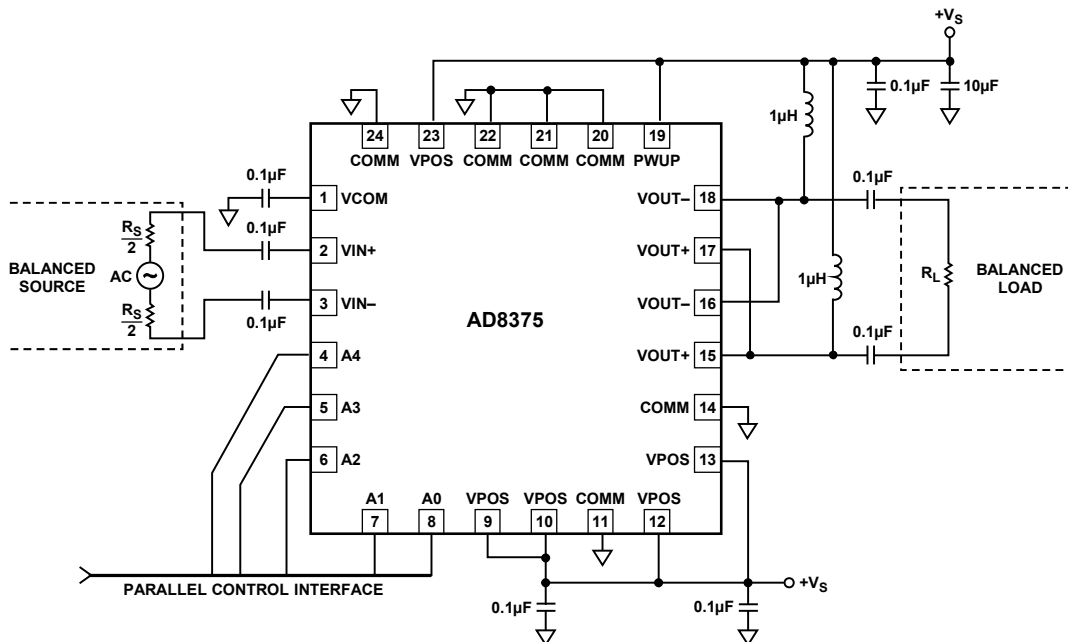 +VS
0.1µF
10µF
1µH
24 23 22 21 20 19
COMM VPOS COMM COMM COMM PWUP
0.1µF
1 VCOM
VOUT– 18
0.1µF
BALANCED
SOURCE
RS
2
AC
RS
2
0.1µF
2 VIN+
VOUT+ 17
0.1µF
3 VIN–
VOUT– 16
1µH
RL
BALANCED
LOAD
AD8375
4 A4
VOUT+ 15
0.1µF
5 A3
COMM 14
6 A2
VPOS 13
A1 A0 VPOS VPOS COMM VPOS
7 8 9 10 11 12
PARALLEL CONTROL INTERFACE
+VS
0.1µF
0.1µF